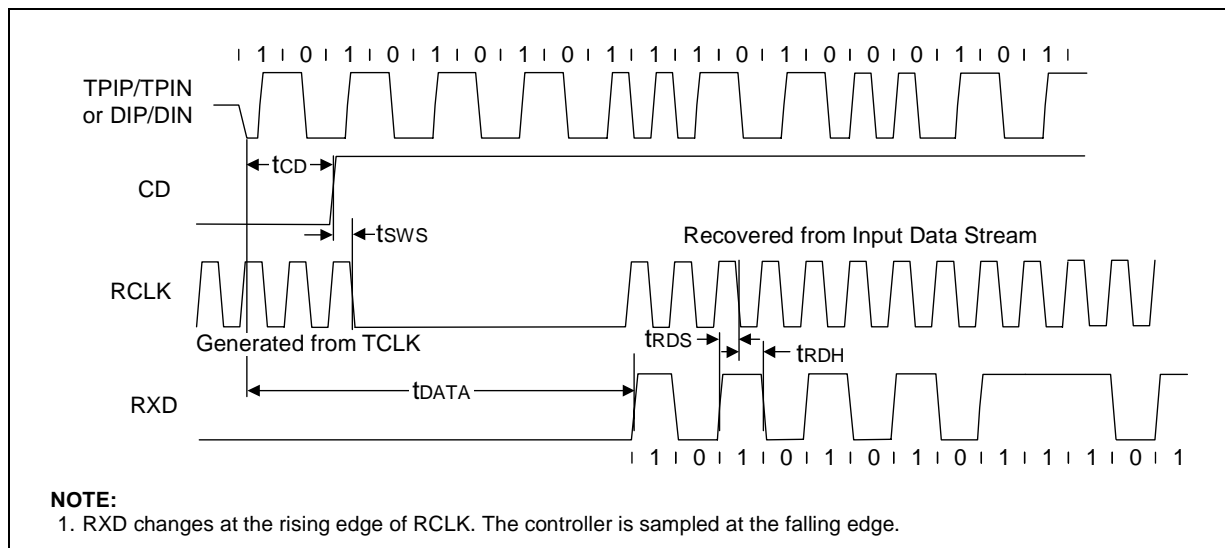 1 0 1 0 1 0 1 0 1 1 1 0 1 0 0 0 1 0 1
TPIP/TPIN
or DIP/DIN
tCD
CD
tSWS
Recovered from Input Data Stream
RCLK
Generated from TCLK
tRDS
tRDH
tDATA
RXD
1 0 1 0 1 0 1 0 1 1 1 0 1
NOTE:
1. RXD changes at the rising edge of RCLK. The controller is sampled at the falling edge.